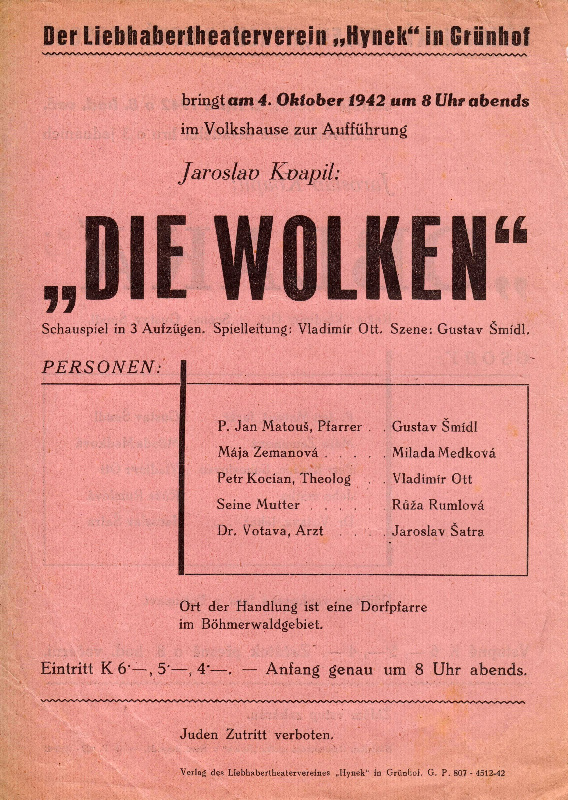 Der Liebhabertheaterverein „Hynek“ in Grünhof
bringt am 4. Oktober 1942 um 8 Uhr abends
im Volkshause zur Aufführung
Jaroslav Kvapil:
„DIE WOLKEN“
Schauspiel in 3 Aufzügen. Spielleitung: Vladimír Ott. Szene: Gustav Šmídl.
PERSONEN:
P. Jan Matouš, Pfarrer . . Gustav Šmídl
Mája Zemanová . . . . . Milada Medková
Petr Kocian, Theolog . . Vladimír Ott
Seine Mutter . . . . . . Růža Rumlová
Dr. Votava, Arzt . . . . Jaroslav Šatra
Ort der Handlung ist eine Dorfpfarre
im Böhmerwaldgebiet.
Eintritt K 6·—, 5·—, 4·—. — Anfang genau um 8 Uhr abends.
Juden Zutritt verboten.
Verlag des Liebhabertheatervereines „Hynek“ in Grünhof. G. P. 807 - 4512-42